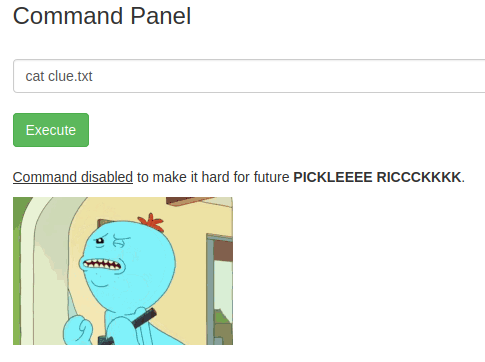 Command Panel
cat clue.txt
Execute
Command disabled to make it hard for future PICKLEEEE RICCCKKKK.